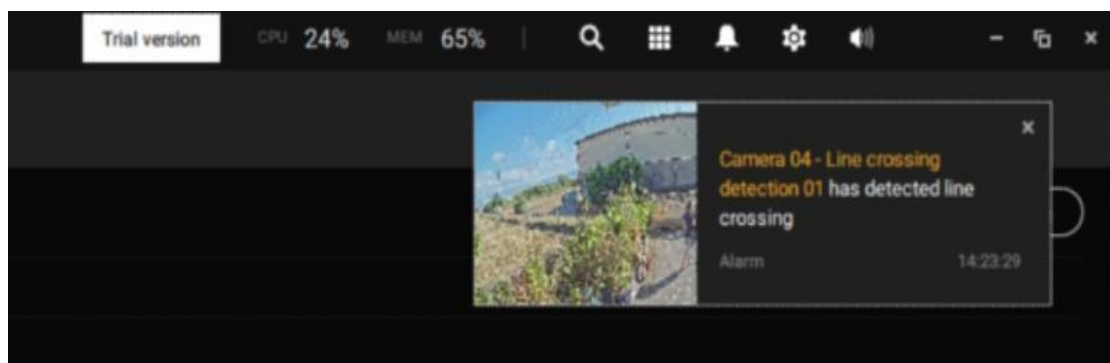 Trial version CPU 24% MEM 65%
Camera 04 - Line crossing
detection 01 has detected line
crossing
Alarm 14:23:29